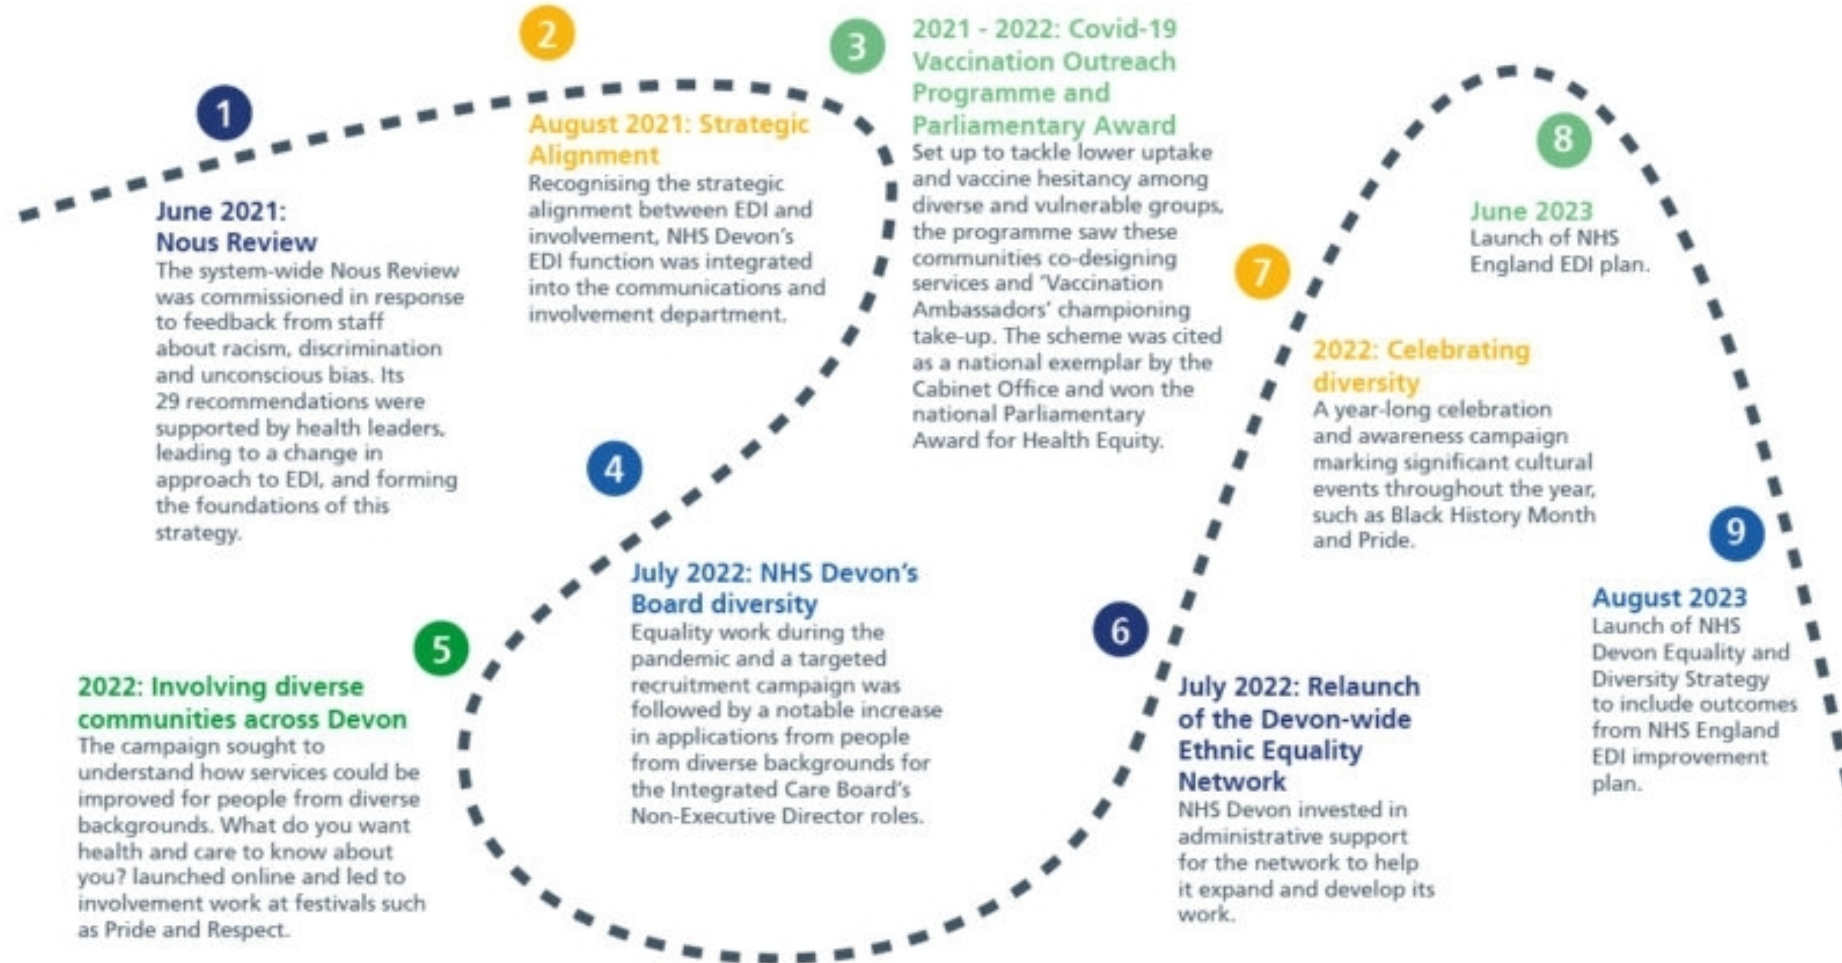 1
June 2021:
Nous Review
The system-wide Nous Review
was commissioned in response
to feedback from staff
about racism, discrimination
and unconscious bias. Its
29 recommendations were
supported by health leaders,
leading to a change in
approach to EDI, and forming
the foundations of this
strategy.
2
August 2021: Strategic
Alignment
Recognising the strategic
alignment between EDI and
involvement, NHS Devon's
EDI function was integrated
into the communications and
involvement department.
3
2021 - 2022: Covid-19
Vaccination Outreach
Programme and
Parliamentary Award
Set up to tackle lower uptake
and vaccine hesitancy among
diverse and vulnerable groups,
the programme saw these
communities co-designing
services and 'Vaccination
Ambassadors' championing
take-up. The scheme was cited
as a national exemplar by the
Cabinet Office and won the
national Parliamentary
Award for Health Equity.
4
July 2022: NHS Devon's
Board diversity
Equality work during the
pandemic and a targeted
recruitment campaign was
followed by a notable increase
in applications from people
from diverse backgrounds for
the Integrated Care Board's
Non-Executive Director roles.
5
2022: Involving diverse
communities across Devon
The campaign sought to
understand how services could be
improved for people from diverse
backgrounds. What do you want
health and care to know about
you? launched online and led to
involvement work at festivals such
as Pride and Respect.
6
July 2022: Relaunch
of the Devon-wide
Ethnic Equality
Network
NHS Devon invested in
administrative support
for the network to help
it expand and develop its
work.
7
2022: Celebrating
diversity
A year-long celebration
and awareness campaign
marking significant cultural
events throughout the year,
such as Black History Month
and Pride.
8
June 2023
Launch of NHS
England EDI plan.
9
August 2023
Launch of NHS
Devon Equality and
Diversity Strategy
to include outcomes
from NHS England
EDI improvement
plan.